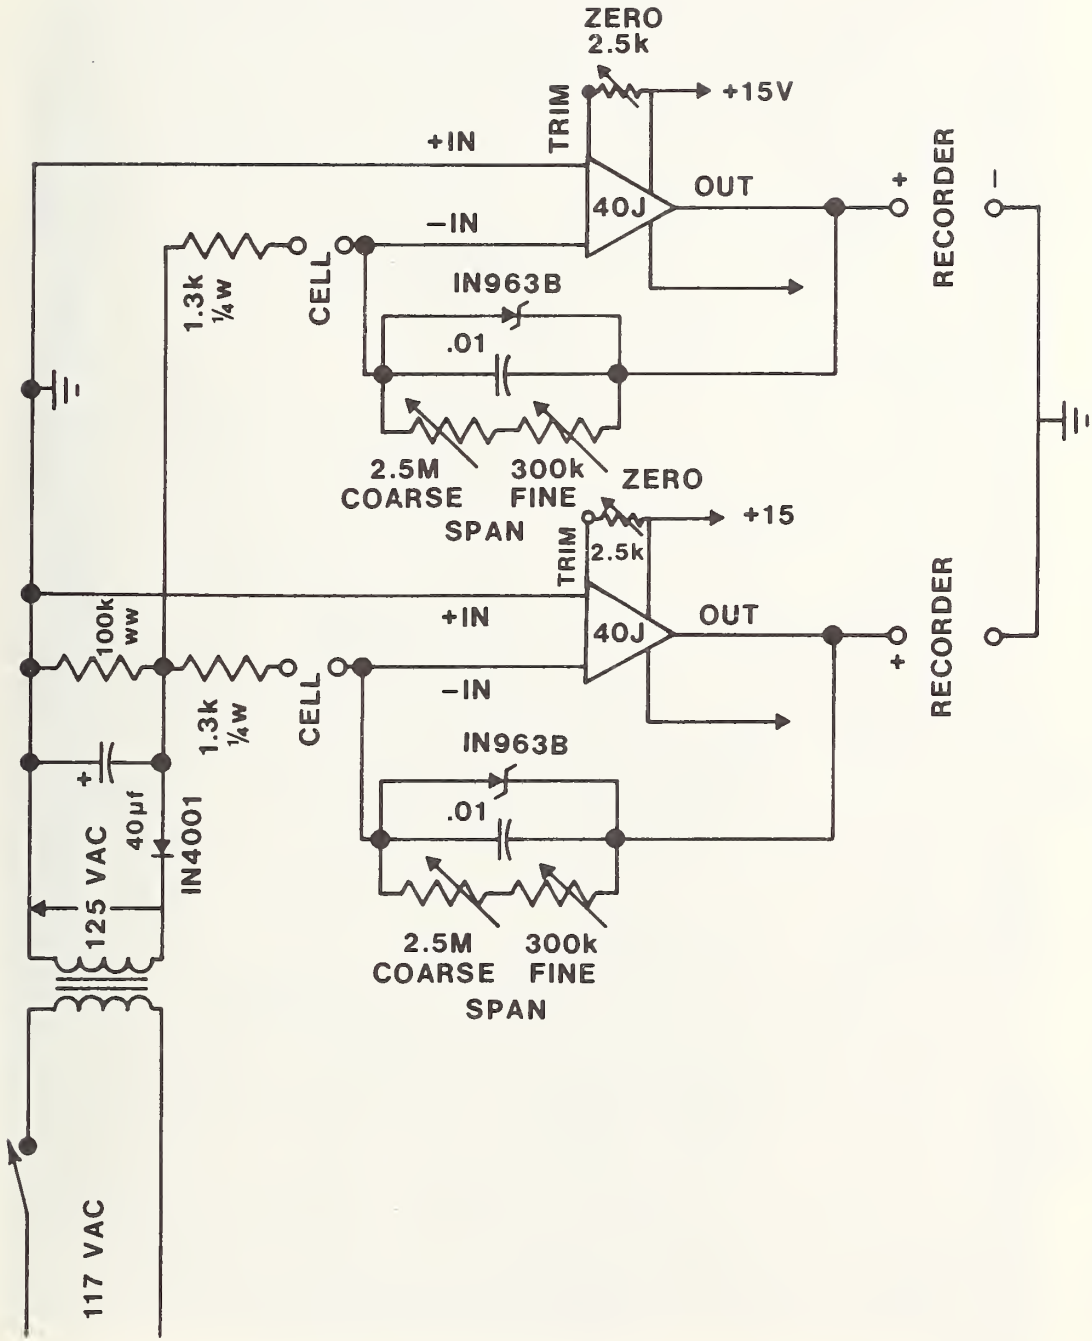 ZERO
2.5k
TRIM
+15V
+IN
40J
OUT
+
RECORDER
−
−IN
1.3k
¼w
CELL
IN963B
.01
2.5M
COARSE
300k
FINE
SPAN
ZERO
TRIM
2.5k
+15
100k
ww
+IN
40J
OUT
+
RECORDER
−IN
1.3k
¼w
CELL
IN963B
+
40µf
.01
IN4001
125 VAC
2.5M
COARSE
300k
FINE
SPAN
117 VAC